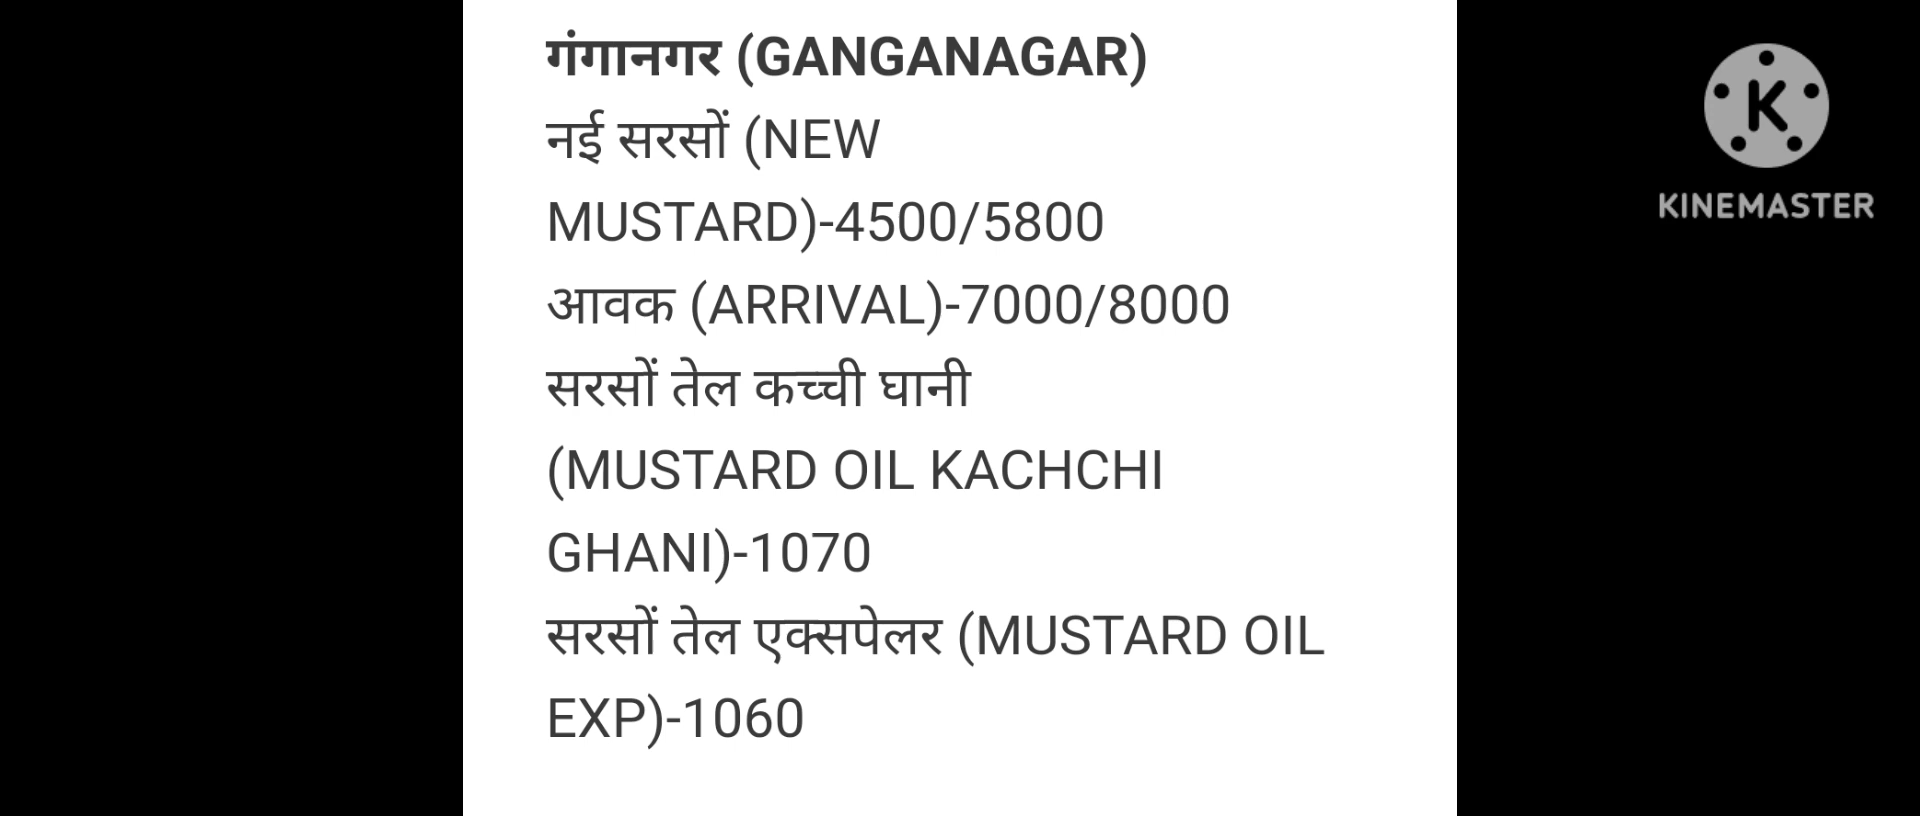 गंगानगर (GANGANAGAR)
नई सरसों (NEW
MUSTARD)-4500/5800
आवक (ARRIVAL)-7000/8000
सरसों तेल कच्ची घानी
(MUSTARD OIL KACHCHI
GHANI)-1070
सरसों तेल एक्सपेलर (MUSTARD OIL
EXP)-1060
K
KINEMASTER